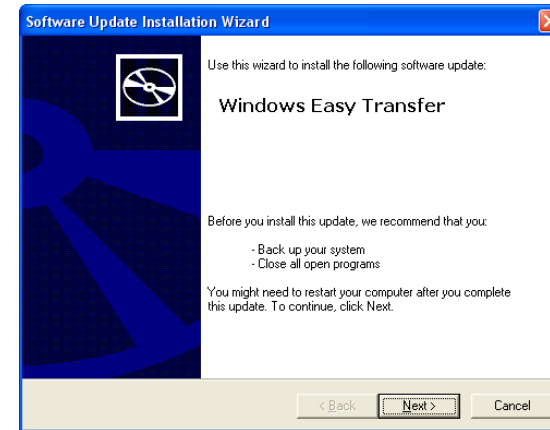 Software Update Installation Wizard
Use this wizard to install the following software update:
Windows Easy Transfer
Before you install this update, we recommend that you:
- Back up your system
- Close all open programs
You might need to restart your computer after you complete
this update. To continue, click Next.
< Back
Next >
Cancel